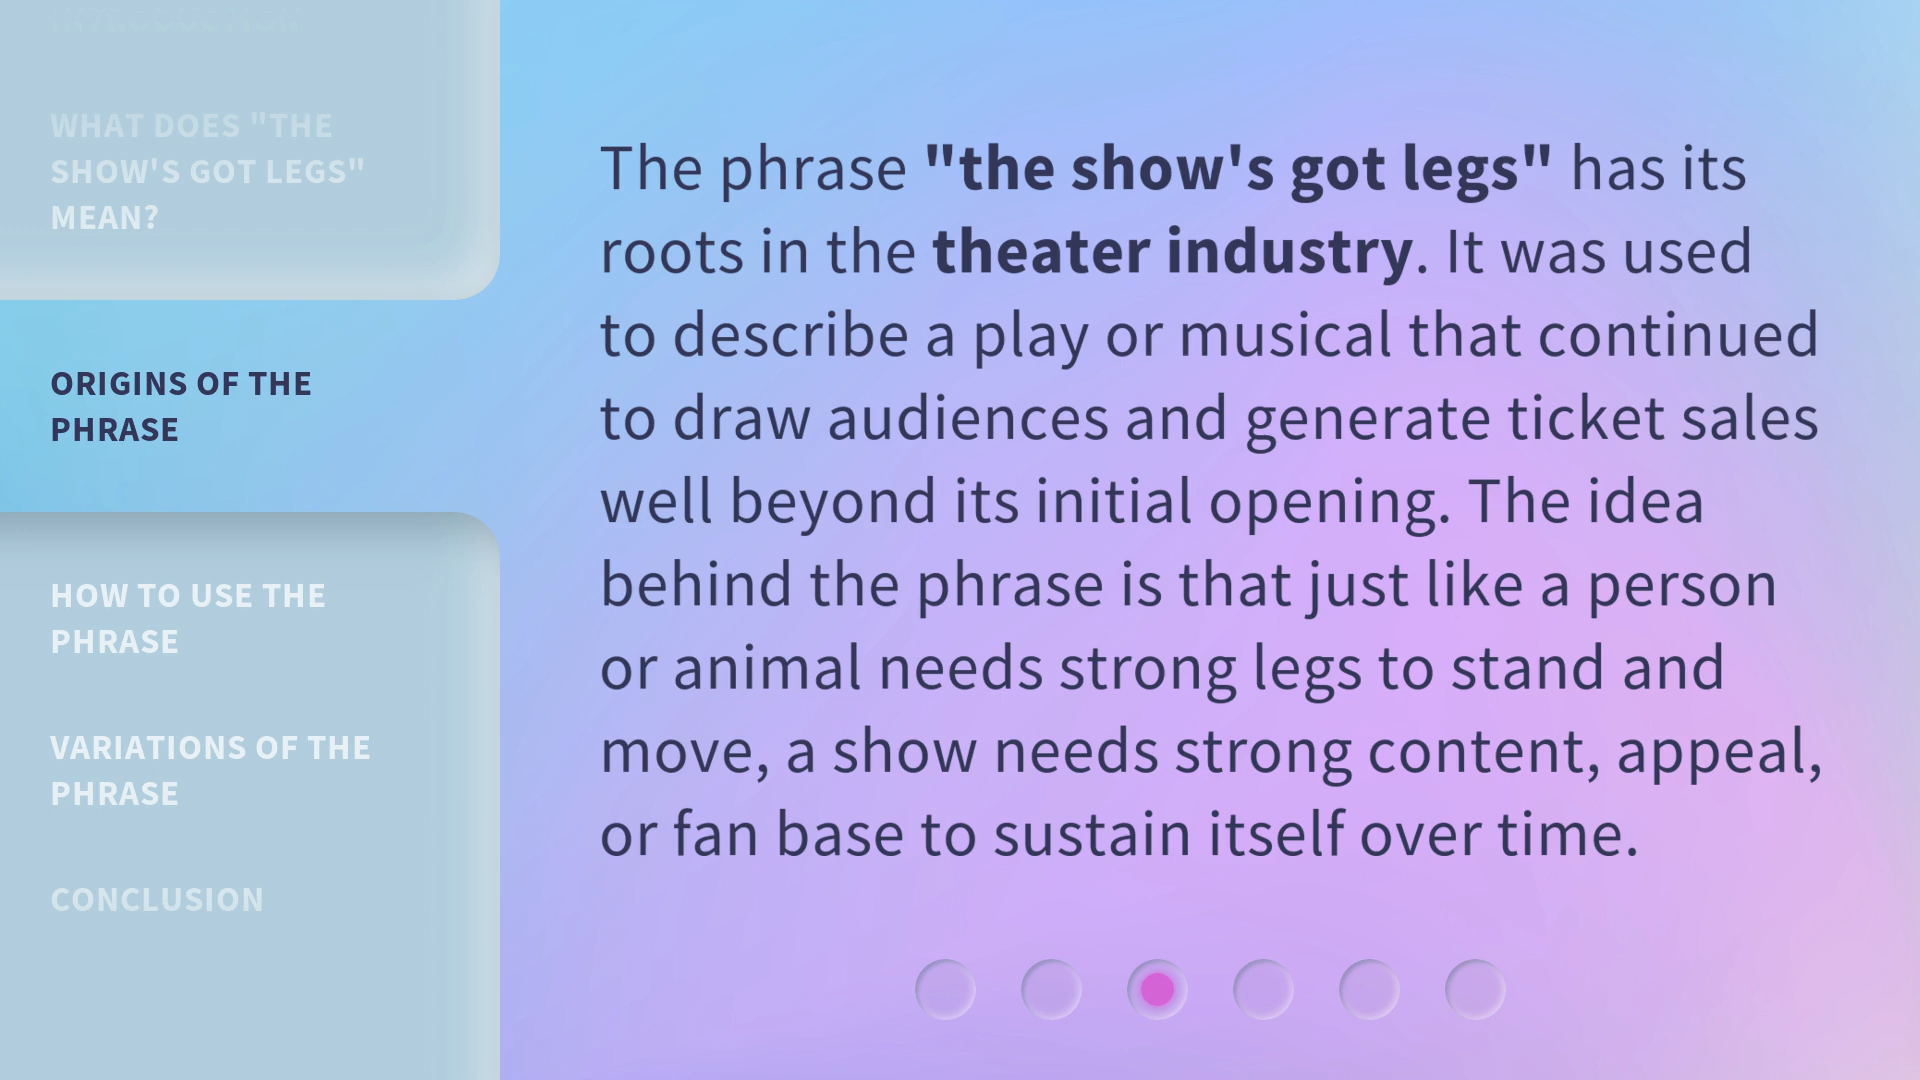 INTRODUCTION
WHAT DOES "THE
SHOW'S GOT LEGS"
MEAN?
ORIGINS OF THE
PHRASE
HOW TO USE THE
PHRASE
VARIATIONS OF THE
PHRASE
CONCLUSION
The phrase "the show's got legs" has its
roots in the theater industry. It was used
to describe a play or musical that continued
to draw audiences and generate ticket sales
well beyond its initial opening. The idea
behind the phrase is that just like a person
or animal needs strong legs to stand and
move, a show needs strong content, appeal,
or fan base to sustain itself over time.